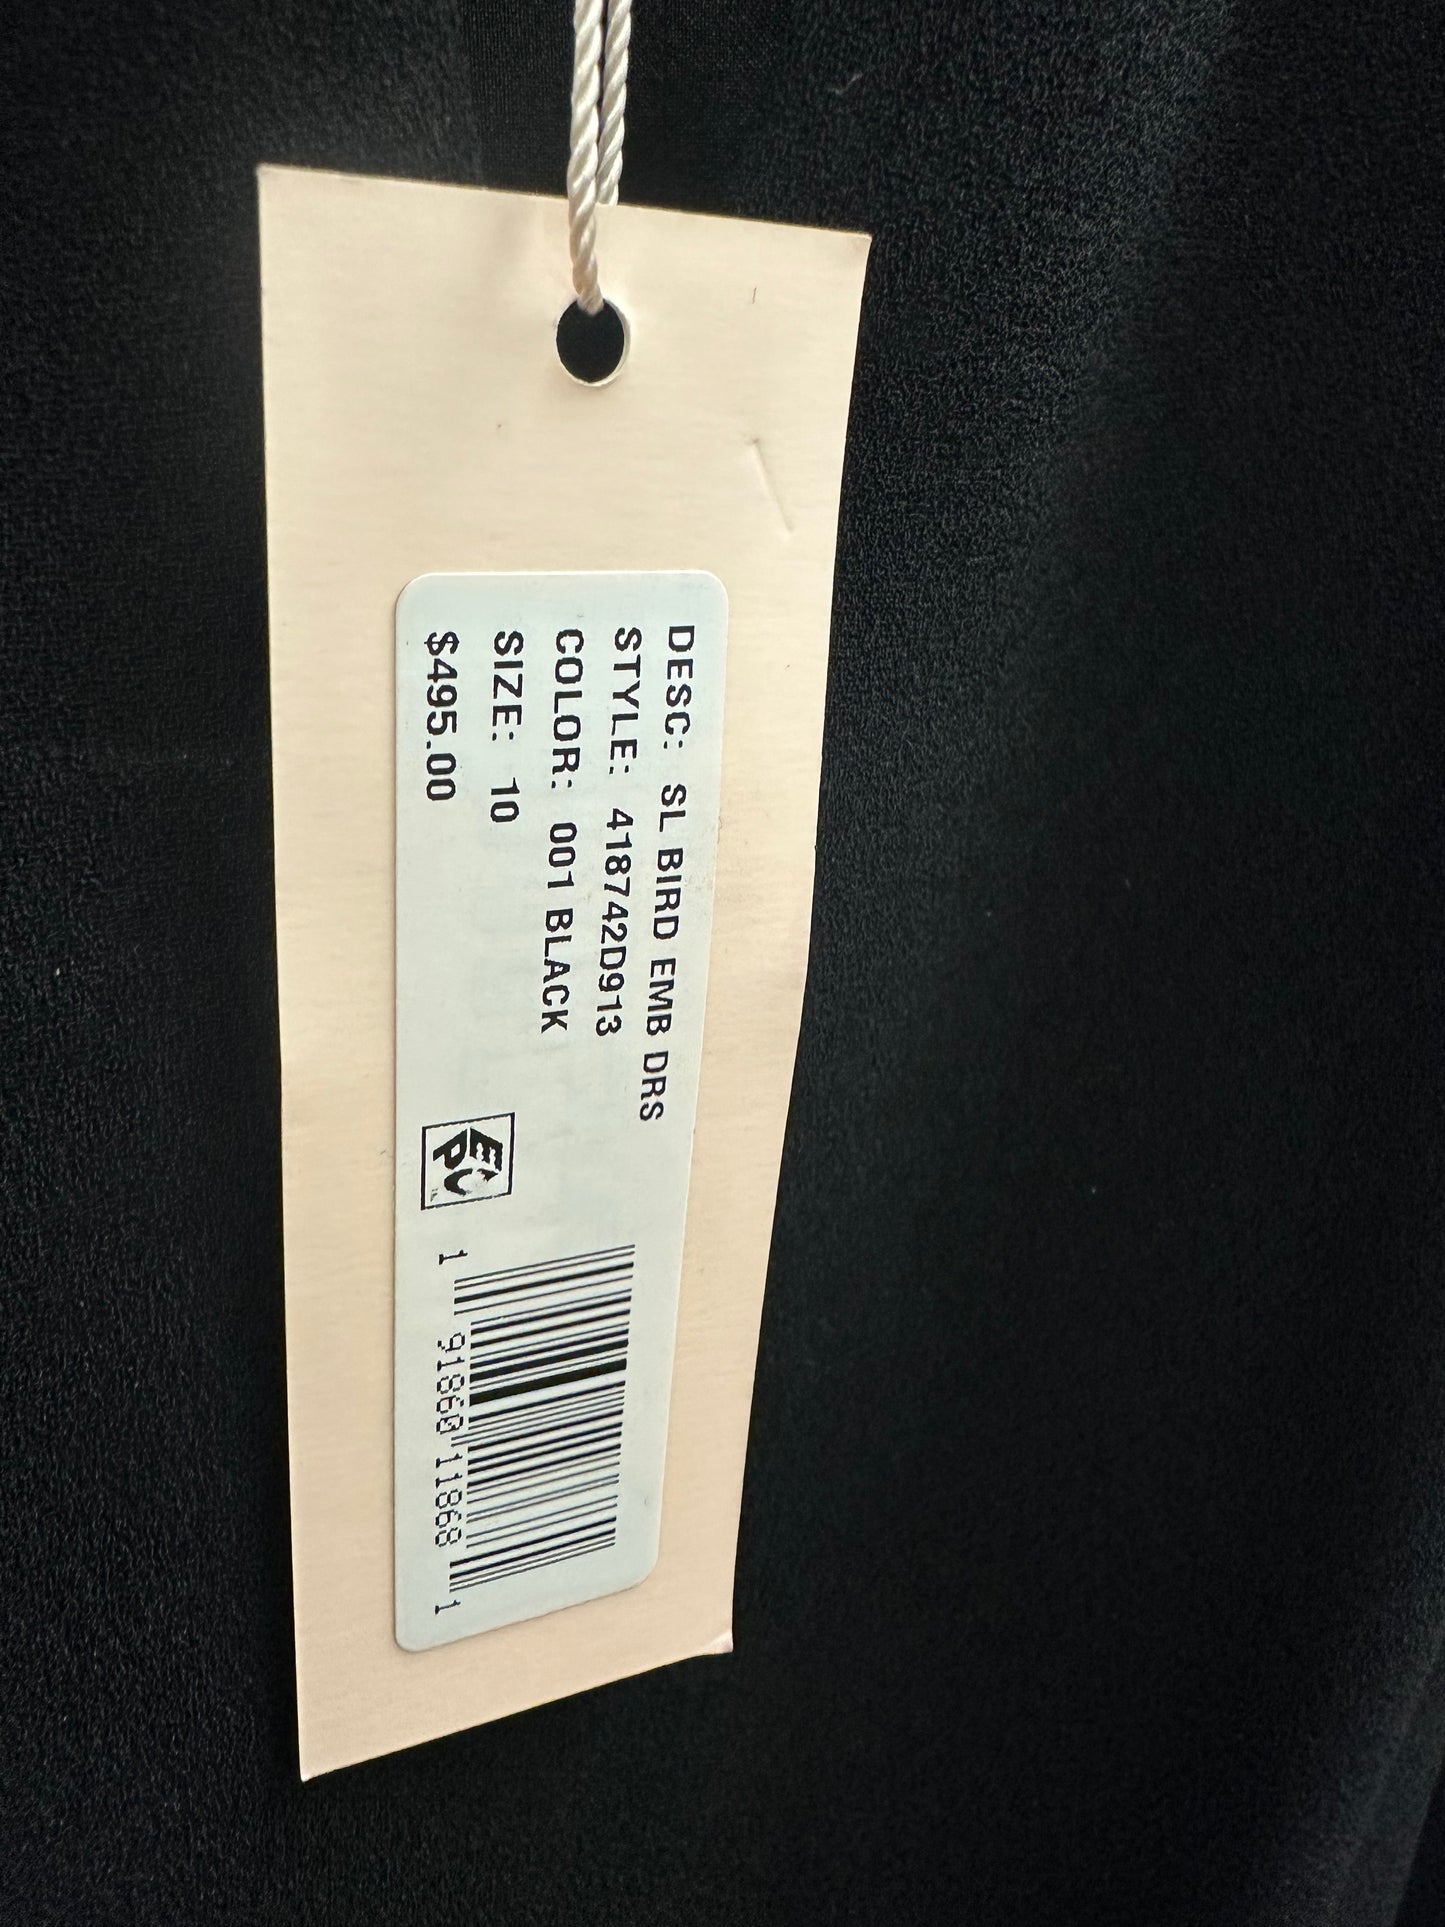 DESC: SL BIRD EMB DRS
STYLE: 418742D913
COLOR: 001 BLACK
SIZE: 10
$495.00
EPC
1 91860 11868 1